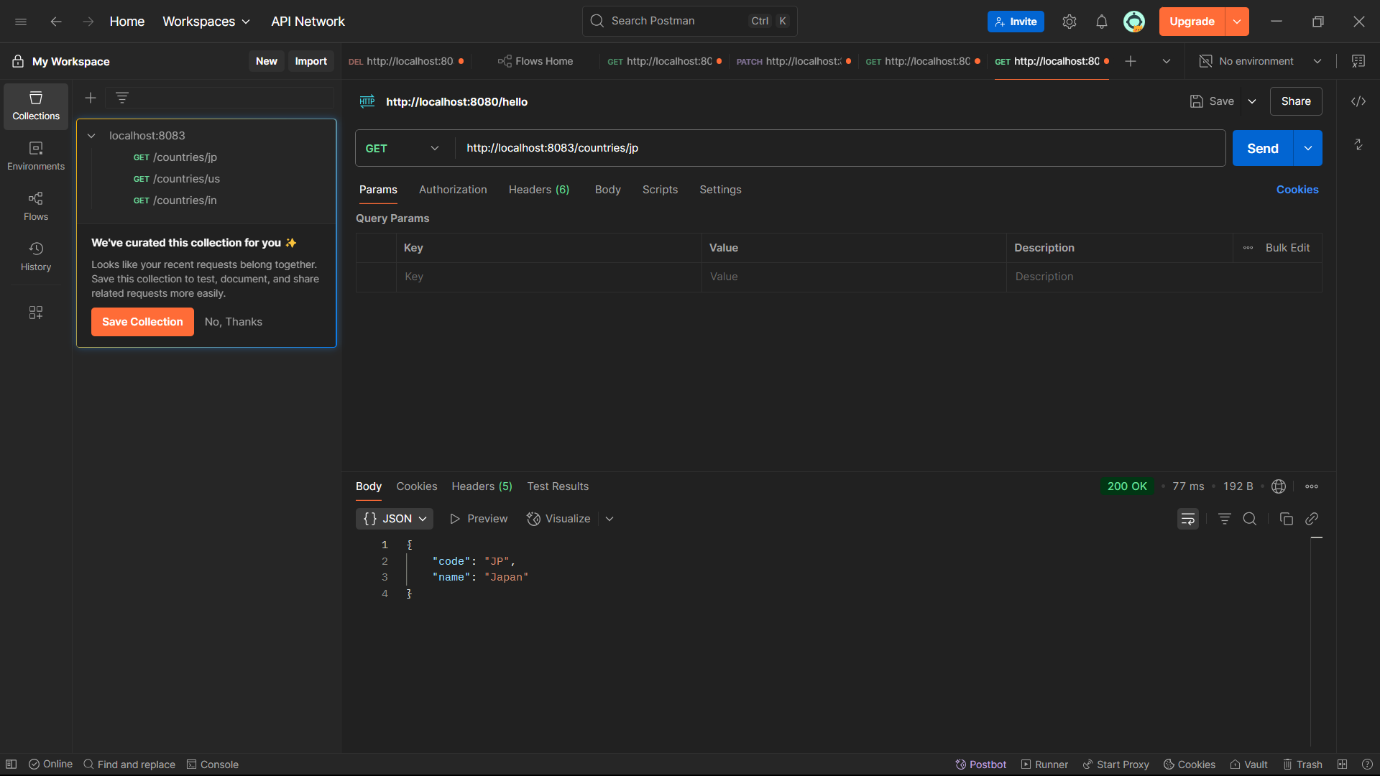 Home Workspaces API Network Search Postman Ctrl K Invite Upgrade
My Workspace New Import DEL http://localhost:80 Flows Home GET http://localhost:80 PATCH http://localhost: GET http://localhost:80 GET http://localhost:80 No environment
Collections
Environments
Flows
History
localhost:8083
GET /countries/jp
GET /countries/us
GET /countries/in
We've curated this collection for you ✨
Looks like your recent requests belong together.
Save this collection to test, document, and share
related requests more easily.
Save Collection No, Thanks
HTTP http://localhost:8080/hello Save Share
GET http://localhost:8083/countries/jp Send
Params Authorization Headers (6) Body Scripts Settings Cookies
Query Params
Key Value Description Bulk Edit
Key Value Description
Body Cookies Headers (5) Test Results 200 OK • 77 ms • 192 B
{} JSON Preview Visualize
1 {
2 "code": "JP",
3 "name": "Japan"
4 }
Online Find and replace Console Postbot Runner Start Proxy Cookies Vault Trash